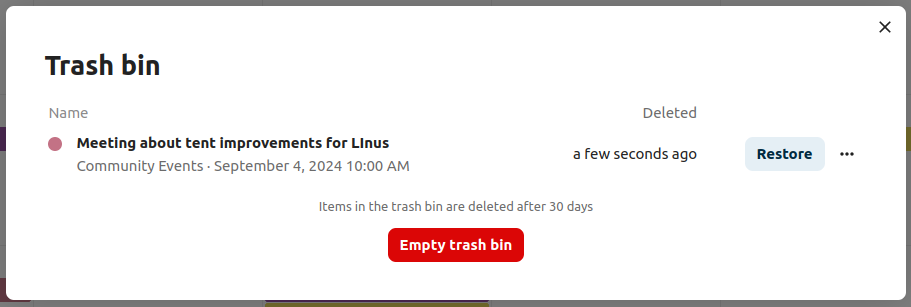 Trash bin
Name Deleted
Meeting about tent improvements for LInus
Community Events · September 4, 2024 10:00 AM
a few seconds ago
Restore
Items in the trash bin are deleted after 30 days
Empty trash bin